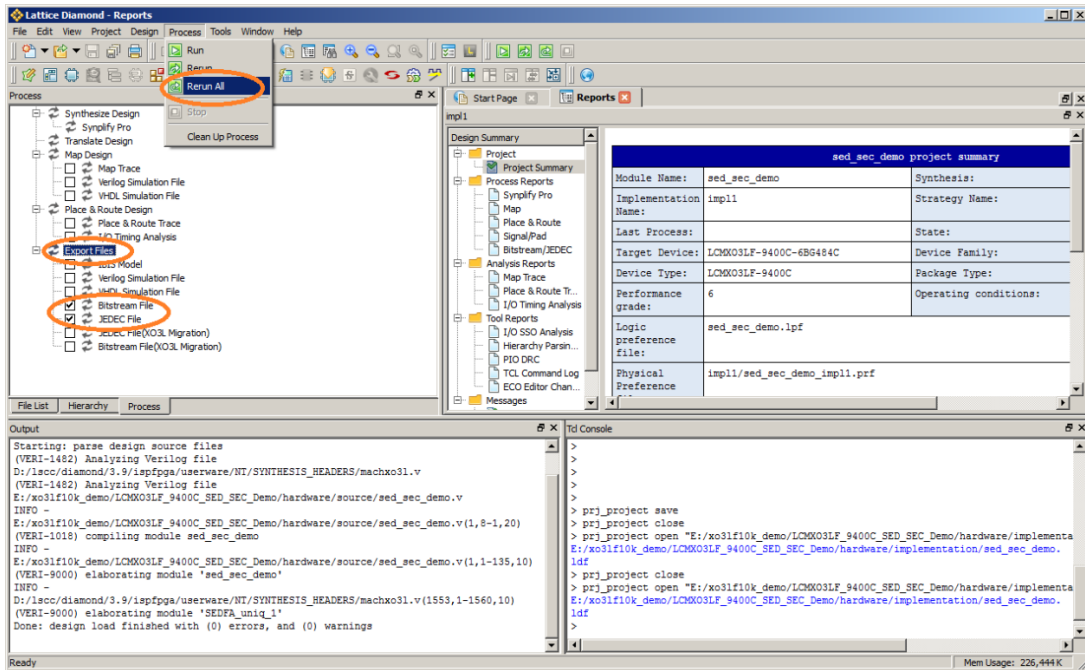 Lattice Diamond - Reports
File Edit View Project Design Process Tools Window Help
Run
Rerun
Rerun All
Stop
Clean Up Process
Process
Synthesize Design
Synplify Pro
Translate Design
Map Design
Map Trace
Verilog Simulation File
VHDL Simulation File
Place & Route Design
Place & Route Trace
I/O Timing Analysis
Export Files
IBIS Model
Verilog Simulation File
VHDL Simulation File
Bitstream File
JEDEC File
JEDEC File(XO3L Migration)
Bitstream File(XO3L Migration)
File List Hierarchy Process
Start Page Reports
impl1
Design Summary
Project
Project Summary
Process Reports
Synplify Pro
Map
Place & Route
Signal/Pad
Bitstream/JEDEC
Analysis Reports
Map Trace
Place & Route Tr...
I/O Timing Analysis
Tool Reports
I/O SSO Analysis
Hierarchy Parsin...
PIO DRC
TCL Command Log
ECO Editor Chan...
Messages
sed_sec_demo project summary
Module Name: sed_sec_demo Synthesis:
Implementation Name: impl1 Strategy Name:
Last Process: State:
Target Device: LCMXO3LF-9400C-6BG484C Device Family:
Device Type: LCMXO3LF-9400C Package Type:
Performance grade: 6 Operating conditions:
Logic preference file: sed_sec_demo.lpf
Physical Preference impl1/sed_sec_demo_impl1.prf
Output
Starting: parse design source files
(VERI-1482) Analyzing Verilog file
D:/lscc/diamond/3.9/ispfpga/userware/NT/SYNTHESIS_HEADERS/machxo3l.v
(VERI-1482) Analyzing Verilog file
E:/xo3lf10k_demo/LCMXO3LF_9400C_SED_SEC_Demo/hardware/source/sed_sec_demo.v
INFO -
E:/xo3lf10k_demo/LCMXO3LF_9400C_SED_SEC_Demo/hardware/source/sed_sec_demo.v(1,8-1,20)
(VERI-1018) compiling module sed_sec_demo
INFO -
E:/xo3lf10k_demo/LCMXO3LF_9400C_SED_SEC_Demo/hardware/source/sed_sec_demo.v(1,1-135,10)
(VERI-9000) elaborating module 'sed_sec_demo'
INFO -
D:/lscc/diamond/3.9/ispfpga/userware/NT/SYNTHESIS_HEADERS/machxo3l.v(1553,1-1560,10)
(VERI-9000) elaborating module 'SEDFA_uniq_1'
Done: design load finished with (0) errors, and (0) warnings
Tcl Console
>
>
>
>
>
> prj_project save
> prj_project close
> prj_project open "E:/xo3lf10k_demo/LCMXO3LF_9400C_SED_SEC_Demo/hardware/implementa
E:/xo3lf10k_demo/LCMXO3LF_9400C_SED_SEC_Demo/hardware/implementation/sed_sec_demo.
ldf
> prj_project close
> prj_project open "E:/xo3lf10k_demo/LCMXO3LF_9400C_SED_SEC_Demo/hardware/implementa
E:/xo3lf10k_demo/LCMXO3LF_9400C_SED_SEC_Demo/hardware/implementation/sed_sec_demo.
ldf
>
Ready
Mem Usage: 226,444 K